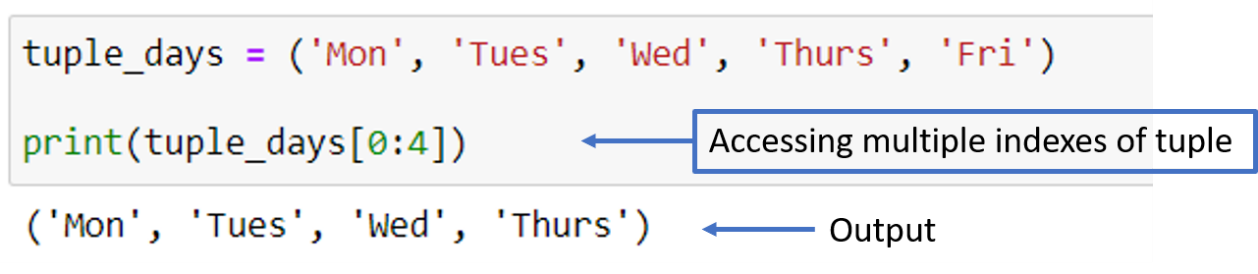 tuple_days = ('Mon', 'Tues', 'Wed', 'Thurs', 'Fri')
print(tuple_days[0:4])
Accessing multiple indexes of tuple
('Mon', 'Tues', 'Wed', 'Thurs')
Output